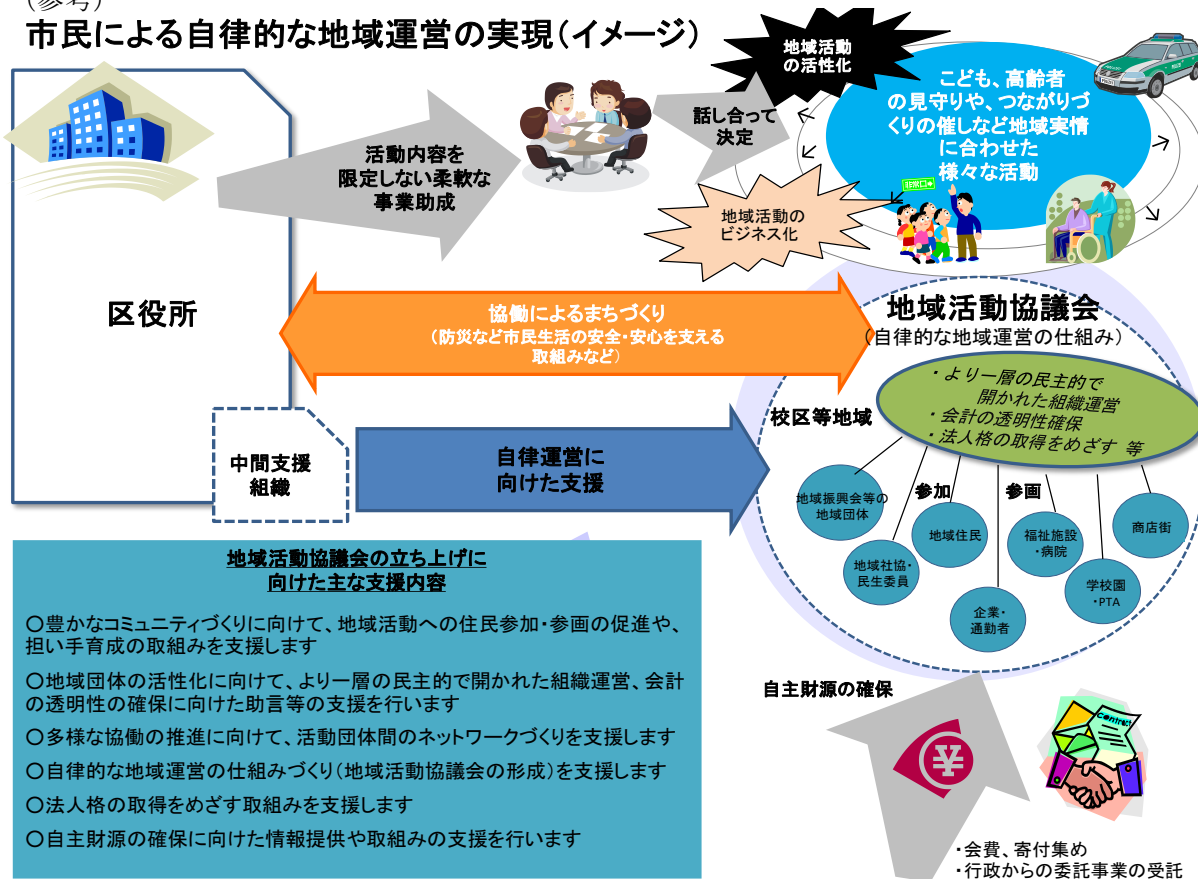 (参考)
市民による自律的な地域運営の実現(イメージ)
地域活動
の活性化
こども、高齢者
の見守りや、つながりづ
くりの催しなど地域実情
に合わせた
様々な活動
活動内容を
限定しない柔軟な
事業助成
話し合って
決定
地域活動の
ビジネス化
区役所
協働によるまちづくり
(防災など市民生活の安全・安心を支える
取組みなど)
地域活動協議会
(自律的な地域運営の仕組み)
・より一層の民主的で
開かれた組織運営
・会計の透明性確保
・法人格の取得をめざす 等
校区等地域
中間支援
組織
自律運営に
向けた支援
参加
参画
地域振興会等の
地域団体
地域社協・
民生委員
地域住民
企業・
通勤者
福祉施設
・病院
学校園
・PTA
商店街
地域活動協議会の立ち上げに
向けた主な支援内容
○豊かなコミュニティづくりに向けて、地域活動への住民参加・参画の促進や、
担い手育成の取組みを支援します
○地域団体の活性化に向けて、より一層の民主的で開かれた組織運営、会計
の透明性の確保に向けた助言等の支援を行います
○多様な協働の推進に向けて、活動団体間のネットワークづくりを支援します
○自律的な地域運営の仕組みづくり(地域活動協議会の形成)を支援します
○法人格の取得をめざす取組みを支援します
○自主財源の確保に向けた情報提供や取組みの支援を行います
自主財源の確保
¥
Contract
・会費、寄付集め
・行政からの委託事業の受託